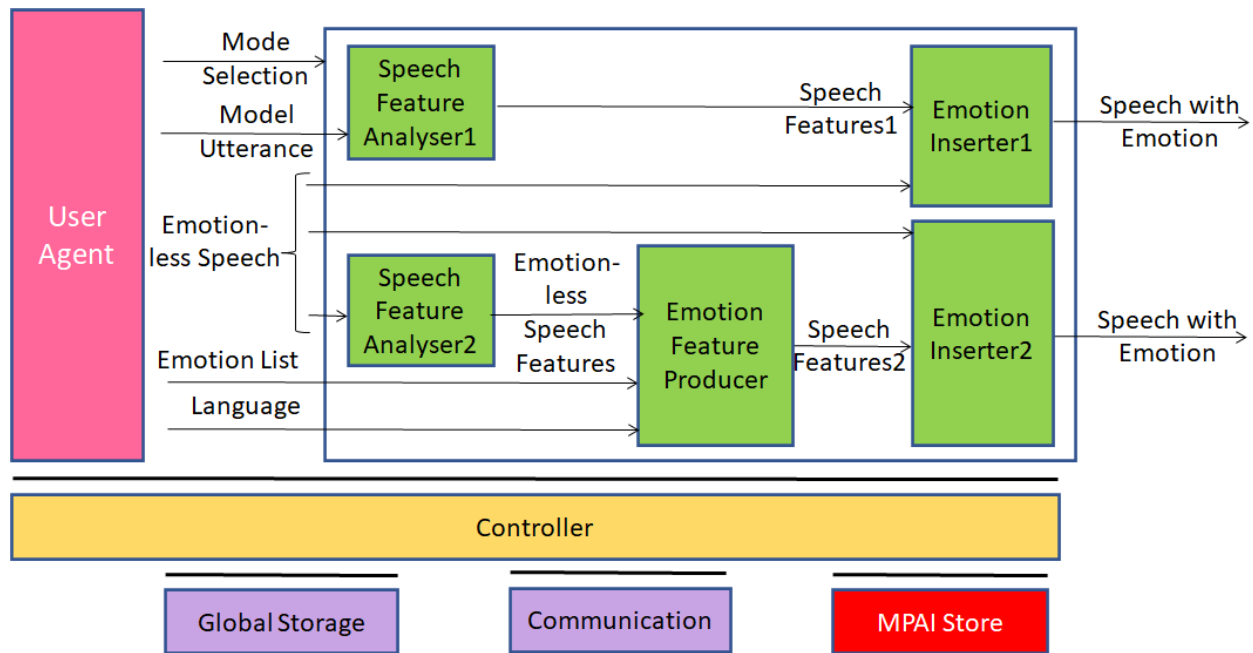 Mode
Selection
Model
Utterance
Speech
Feature
Analyser1
Speech
Features1
Emotion
Inserter1
Speech with
Emotion
User
Agent
Emotion-
less Speech
Speech
Feature
Analyser2
Emotion-
less
Speech
Features
Emotion
Feature
Producer
Speech
Features2
Emotion
Inserter2
Speech with
Emotion
Emotion List
Language
Controller
Global Storage
Communication
MPAI Store